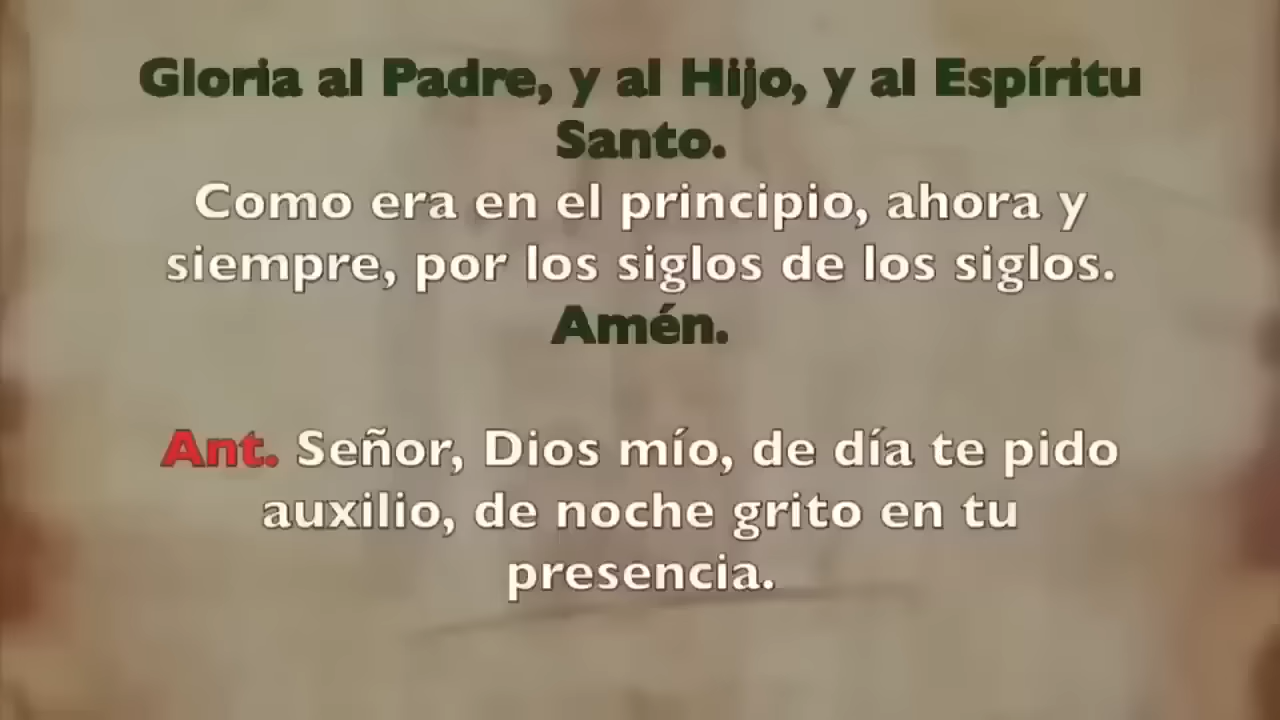 Gloria al Padre, y al Hijo, y al Espíritu
Santo.
Como era en el principio, ahora y
siempre, por los siglos de los siglos.
Amén.
Ant. Señor, Dios mío, de día te pido
auxilio, de noche grito en tu
presencia.